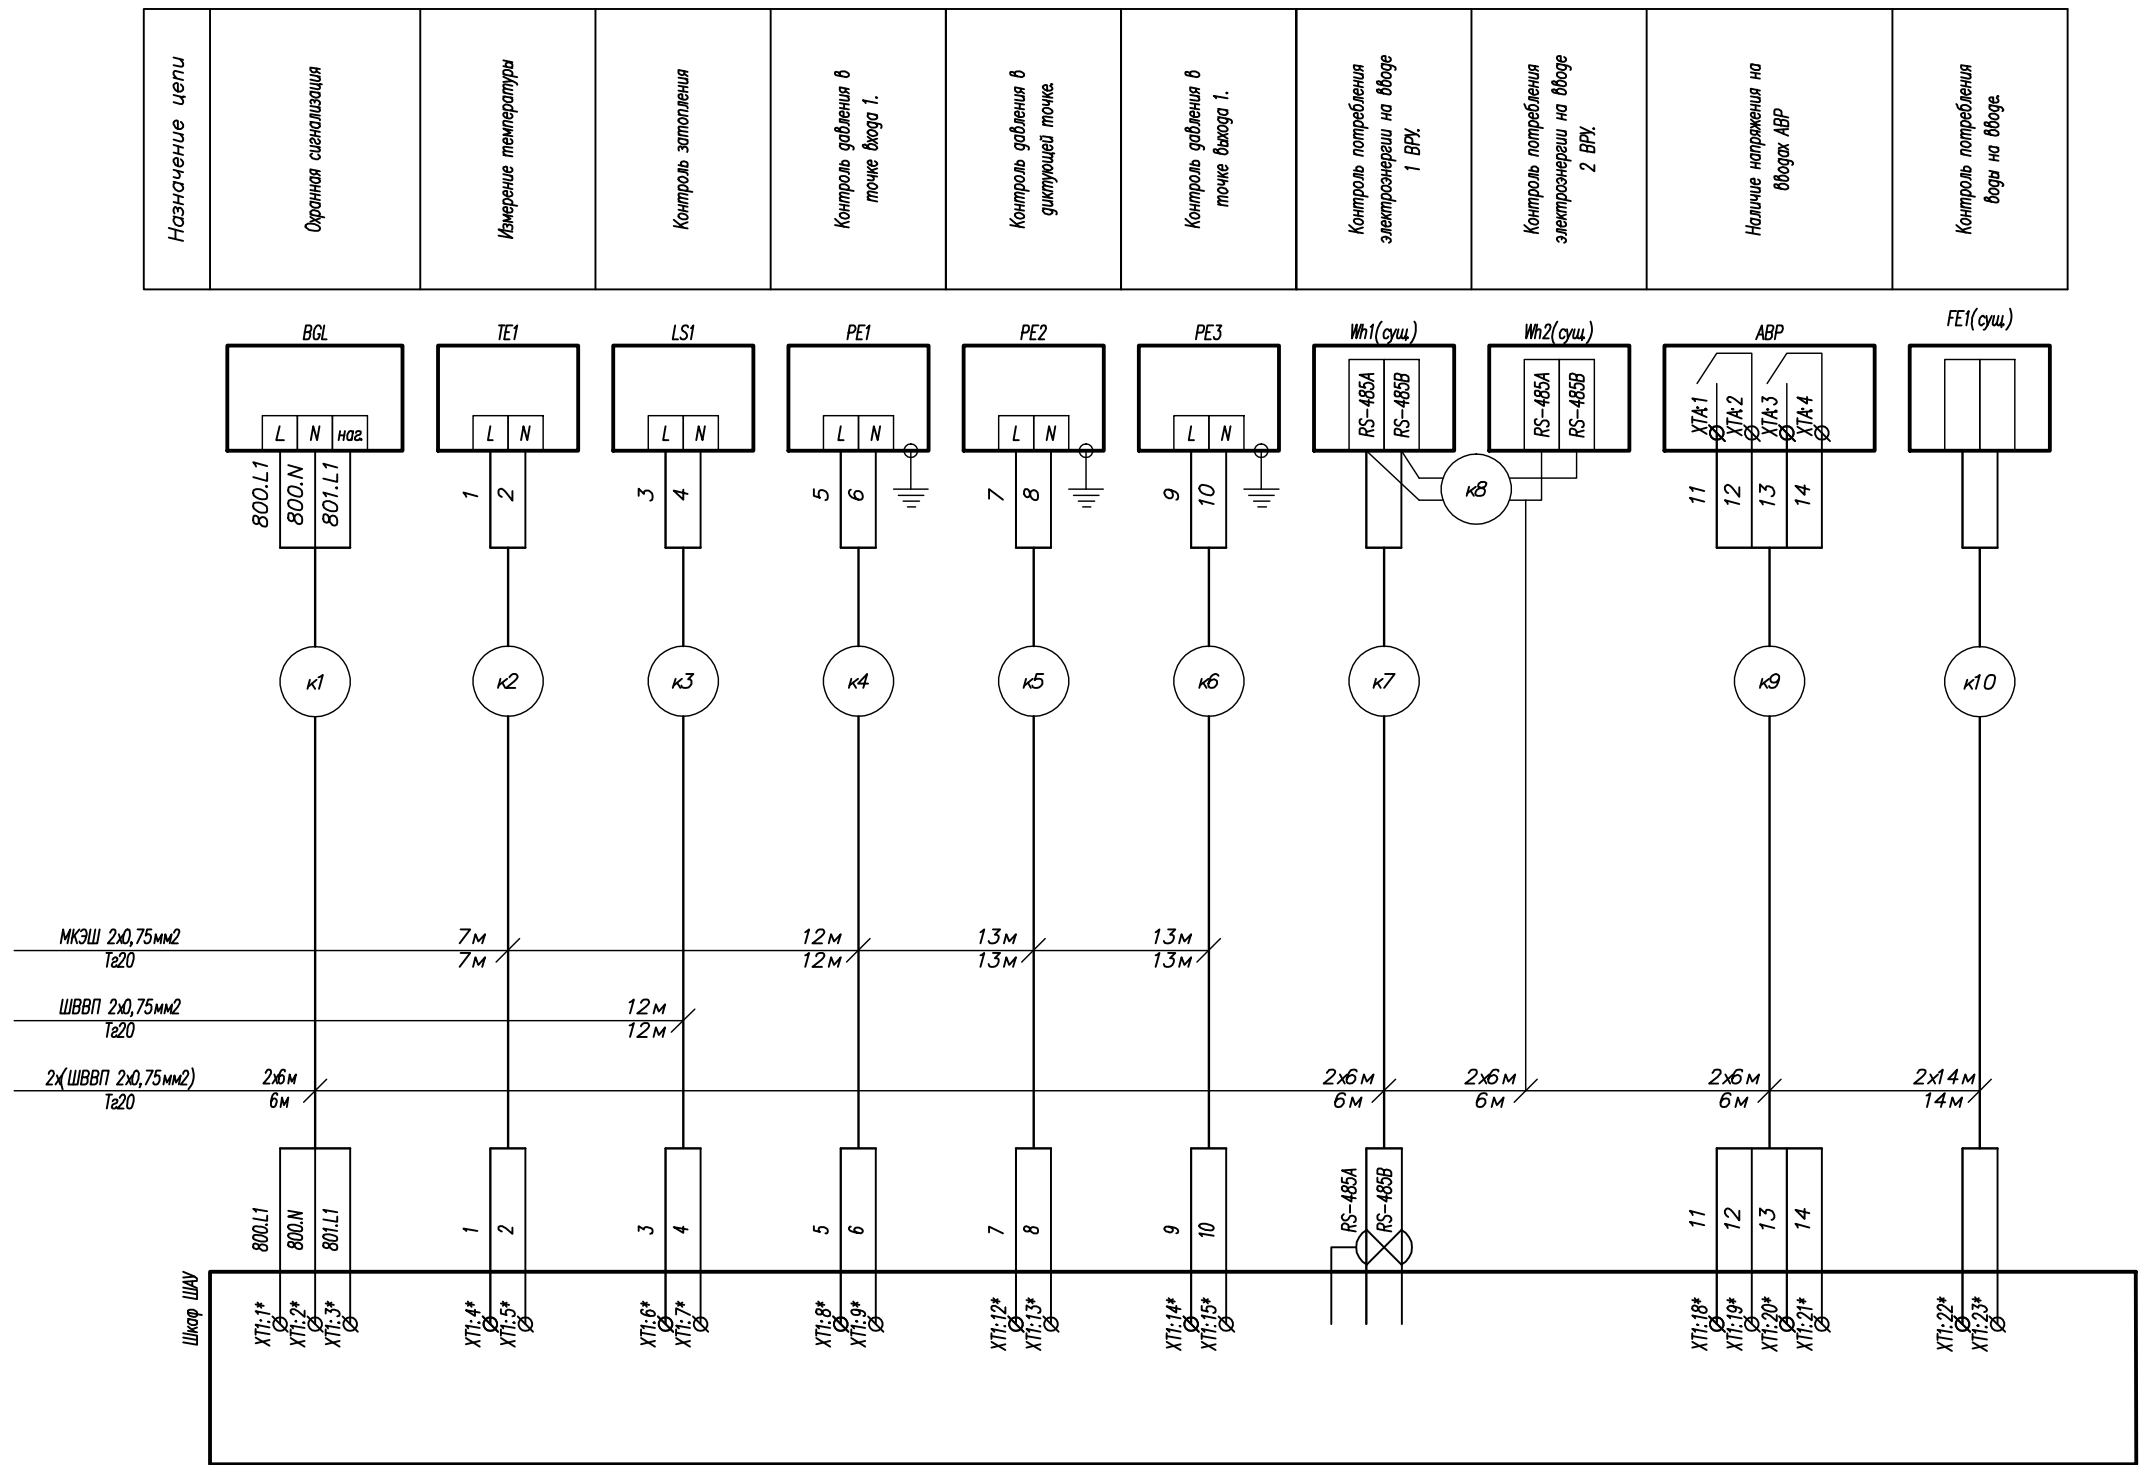 Назначение цепи
Охранная сигнализация
Измерение температуры
Контроль затопления
Контроль давления в
точке входа 1.
Контроль давления в
диктующей точке.
Контроль давления в
точке выхода 1.
Контроль потребления
электроэнергии на вводе
1 ВРУ.
Контроль потребления
электроэнергии на вводе
2 ВРУ.
Наличие напряжения на
вводах АВР
Контроль потребления
воды на вводе.
BGL
TE1
LS1
PE1
PE2
PE3
Wh1(сущ.)
Wh2(сущ.)
АВР
FE1(сущ.)
L N наг.
L N
L N
L N
L N
L N
RS-485A
RS-485B
RS-485A
RS-485B
XTA:1
XTA:2
XTA:3
XTA:4
800.L1
800.N
801.L1
1
2
3
4
5
6
7
8
9
10
к8
11
12
13
14
к1
к2
к3
к4
к5
к6
к7
к9
к10
МКЭШ 2х0,75мм2
Тг20
7м
7м
12м
12м
13м
13м
13м
13м
ШВВП 2х0,75мм2
Тг20
12м
12м
2х(ШВВП 2х0,75мм2)
Тг20
2х6м
6м
2х6м
6м
2х6м
6м
2х6м
6м
2х14м
14м
800.L1
800.N
801.L1
1
2
3
4
5
6
7
8
9
10
RS-485A
RS-485B
11
12
13
14
Шкаф ШАУ
XT1:1*
XT1:2*
XT1:3*
XT1:4*
XT1:5*
XT1:6*
XT1:7*
XT1:8*
XT1:9*
XT1:12*
XT1:13*
XT1:14*
XT1:15*
XT1:18*
XT1:19*
XT1:20*
XT1:21*
XT1:22*
XT1:23*